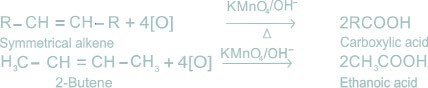 R–CH=CH–R + 4[O] KMnO₄/OH⁻ Δ 2RCOOH
Symmetrical alkene Carboxylic acid
H₃C–CH=CH–CH₃ + 4[O] KMnO₄/OH⁻ 2CH₃COOH
2-Butene Ethanoic acid